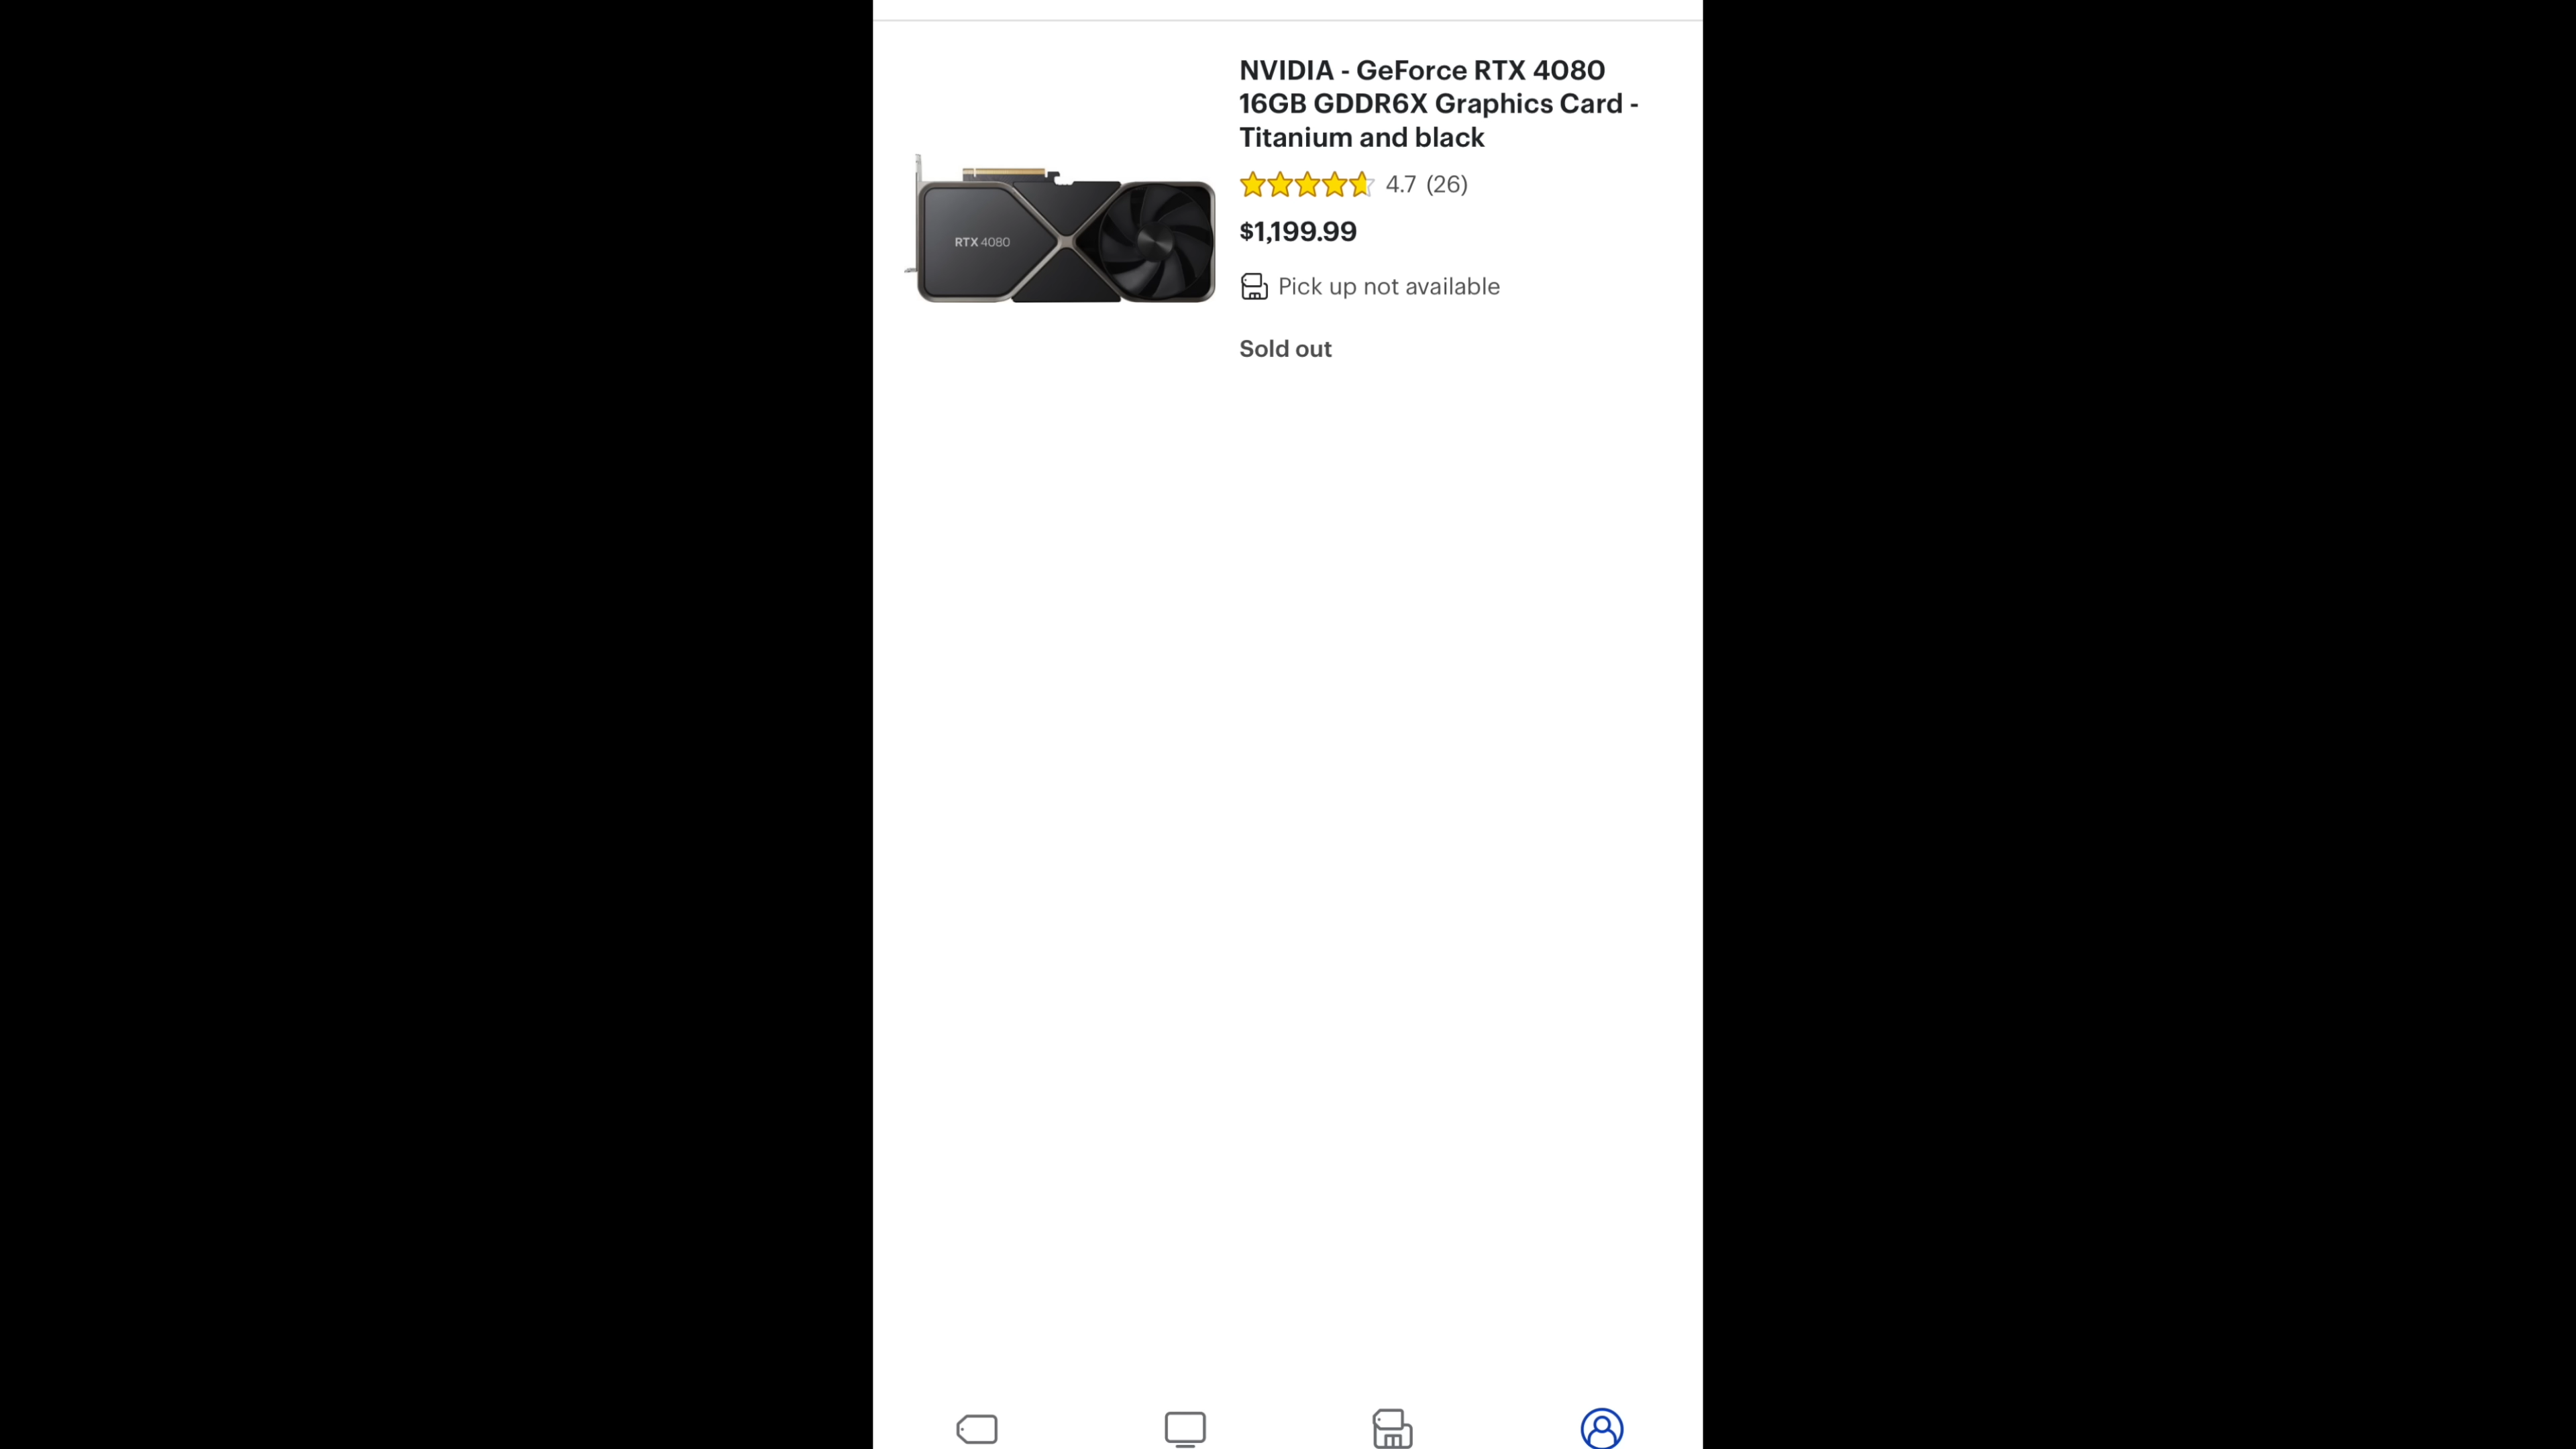 NVIDIA - GeForce RTX 4080
16GB GDDR6X Graphics Card -
Titanium and black
4.7 (26)
$1,199.99
RTX 4080
Pick up not available
Sold out